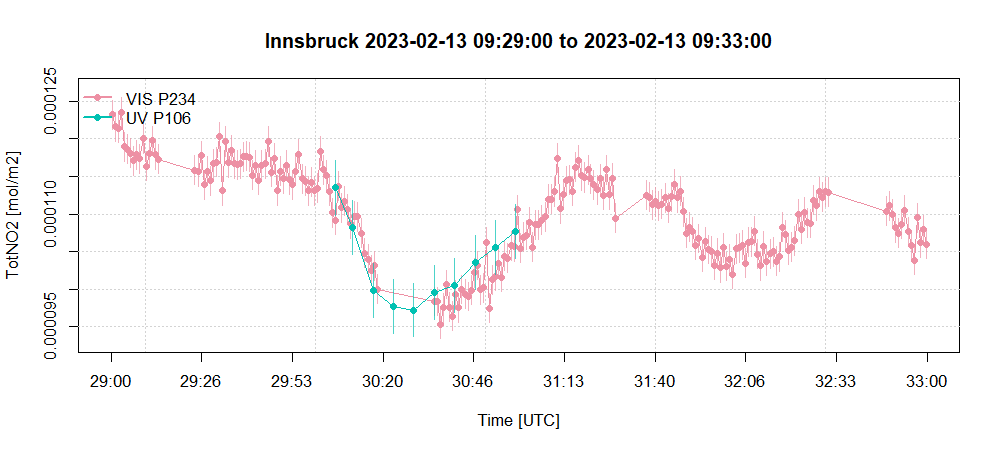 Innsbruck 2023-02-13 09:29:00 to 2023-02-13 09:33:00
TotNO2 [mol/m2]
0.000125
0.000110
0.000095
VIS P234
UV P106
29:00 29:26 29:53 30:20 30:46 31:13 31:40 32:06 32:33 33:00
Time [UTC]